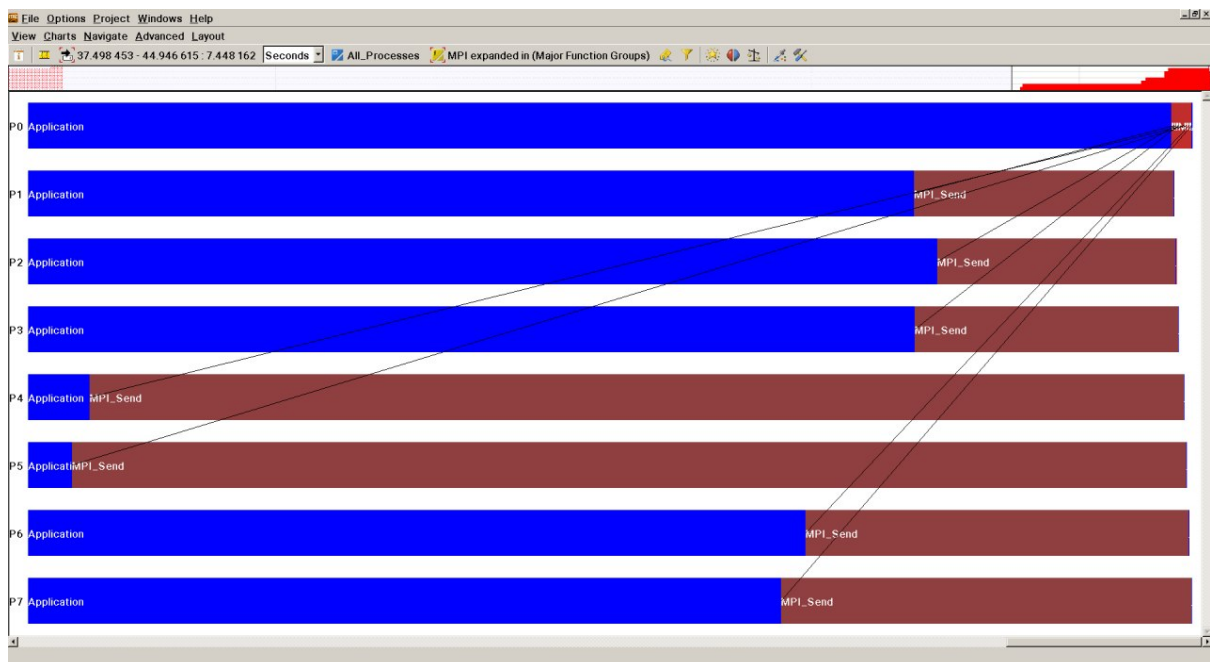 File Options Project Windows Help
View Charts Navigate Advanced Layout
37.498 453 - 44.946 615 : 7.448 162 Seconds All_Processes MPI expanded in (Major Function Groups)
P0 Application
P1 Application MPI_Send
P2 Application MPI_Send
P3 Application MPI_Send
P4 Application MPI_Send
P5 Applicati MPI_Send
P6 Application MPI_Send
P7 Application MPI_Send